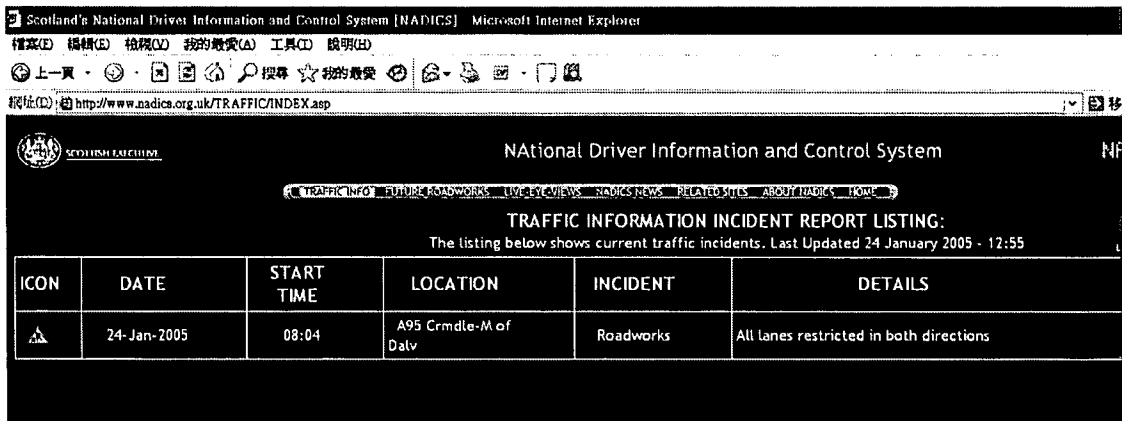 Scotland's National Driver Information and Control System [NADICS] Microsoft Internet Explorer
檔案(E) 編輯(E) 檢視(V) 我的最愛(A) 工具(T) 說明(H)
上一頁 搜尋 我的最愛
網址(D) http://www.nadics.org.uk/TRAFFIC/INDEX.asp 移
SCOTTISH EXECUTIVE NAtional Driver Information and Control System
TRAFFIC INFO FUTURE ROADWORKS LIVE-EYE-VIEWS NADICS NEWS RELATED SITES ABOUT NADICS HOME
TRAFFIC INFORMATION INCIDENT REPORT LISTING:
The listing below shows current traffic incidents. Last Updated 24 January 2005 - 12:55
ICON DATE START TIME LOCATION INCIDENT DETAILS
24-Jan-2005 08:04 A95 Crmdle-M of Dalv Roadworks All lanes restricted in both directions